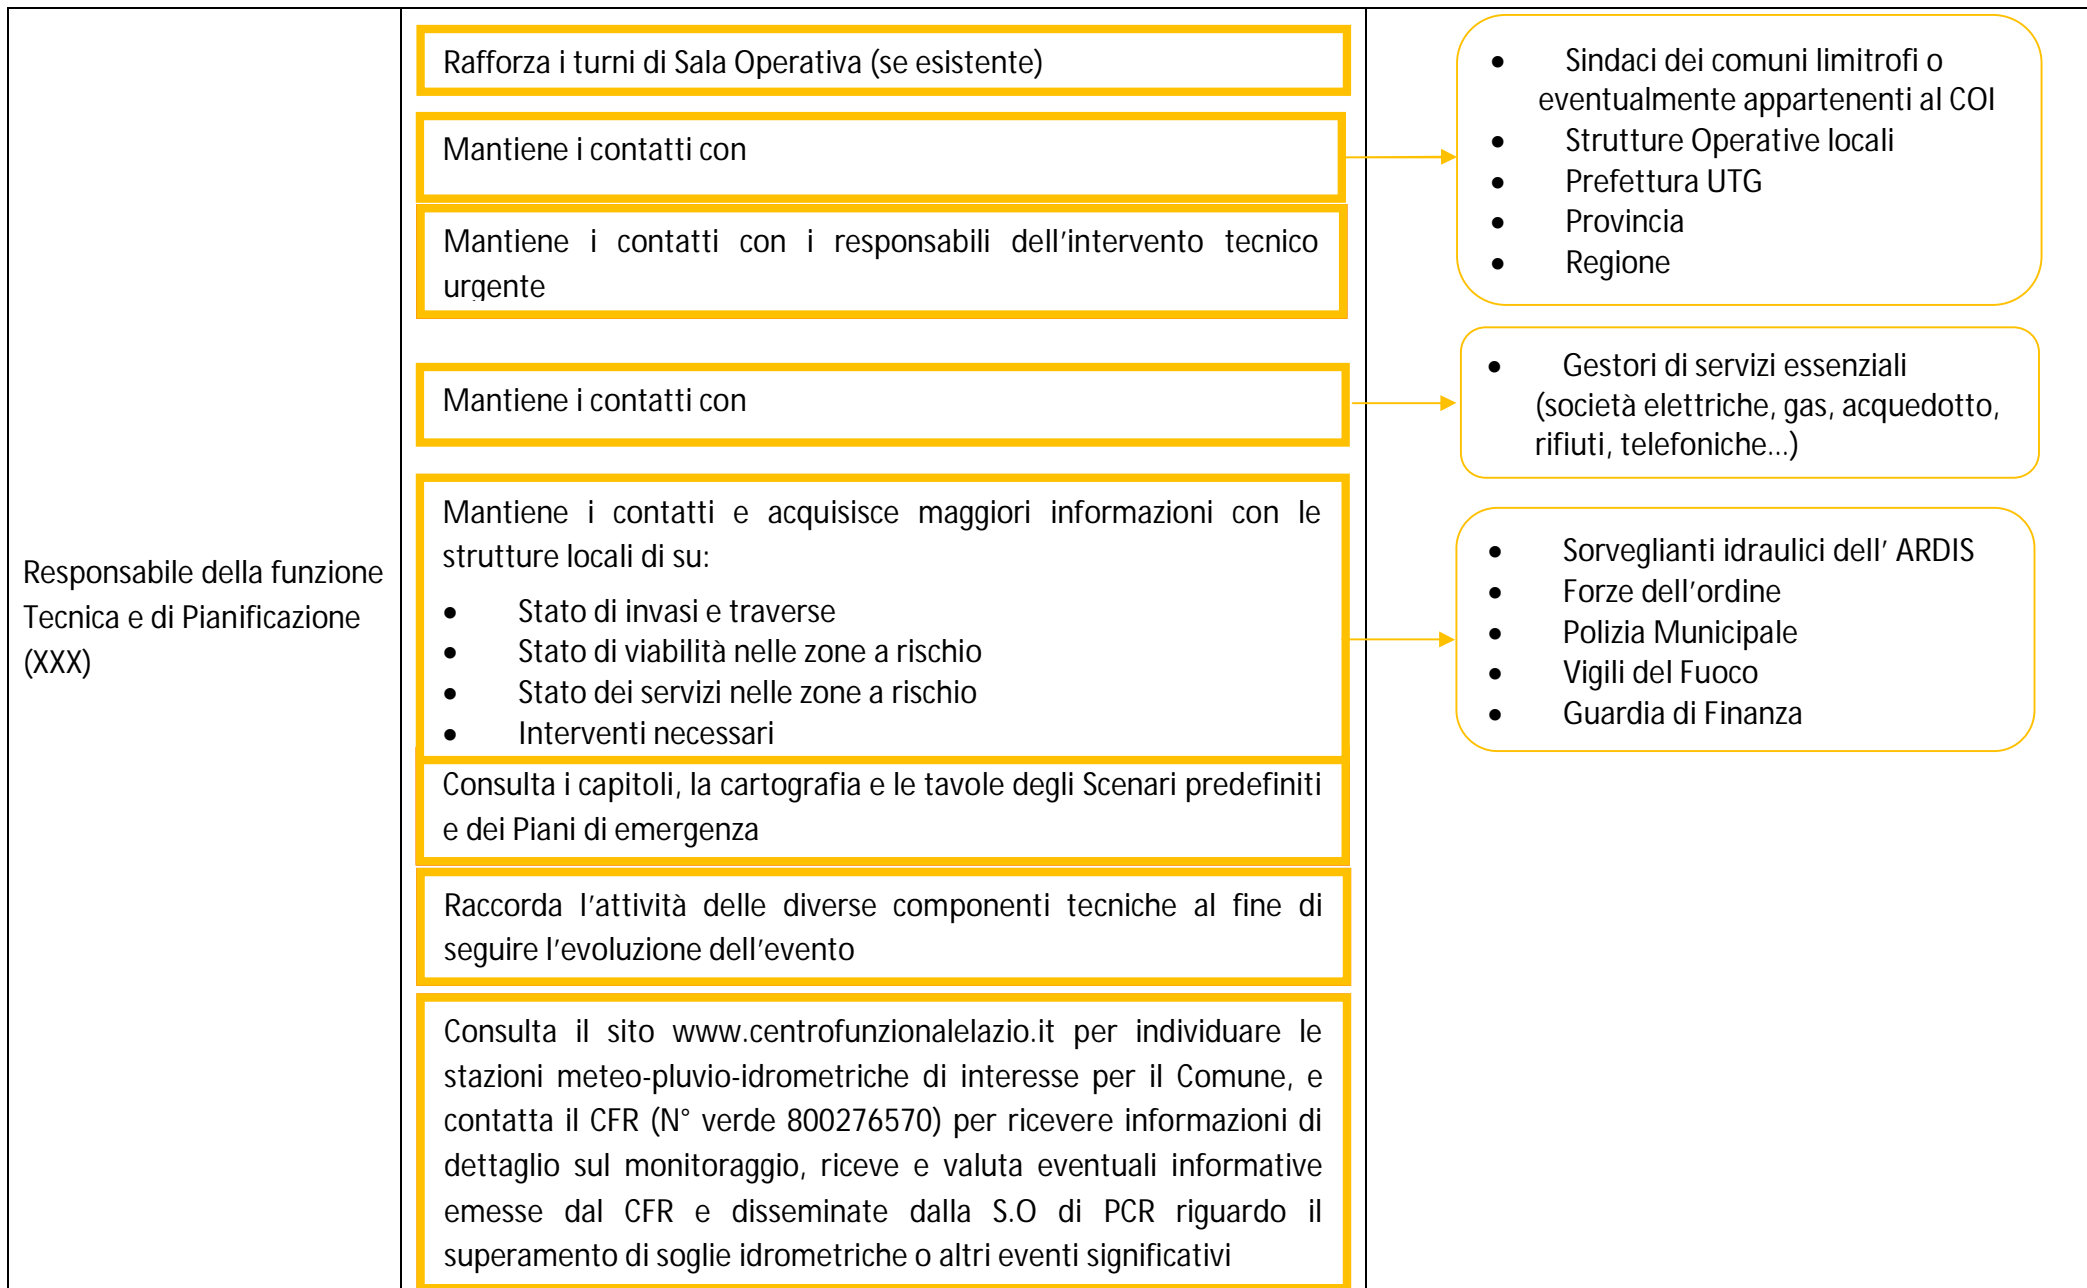 Responsabile della funzione
Tecnica e di Pianificazione
(XXX)
Rafforza i turni di Sala Operativa (se esistente)
Mantiene i contatti con
Mantiene i contatti con i responsabili dell'intervento tecnico
urgente
Mantiene i contatti con
Mantiene i contatti e acquisisce maggiori informazioni con le
strutture locali di su:
• Stato di invasi e traverse
• Stato di viabilità nelle zone a rischio
• Stato dei servizi nelle zone a rischio
• Interventi necessari
Consulta i capitoli, la cartografia e le tavole degli Scenari predefiniti
e dei Piani di emergenza
Raccorda l'attività delle diverse componenti tecniche al fine di
seguire l'evoluzione dell'evento
Consulta il sito www.centrofunzionalelazio.it per individuare le
stazioni meteo-pluvio-idrometriche di interesse per il Comune, e
contatta il CFR (N° verde 800276570) per ricevere informazioni di
dettaglio sul monitoraggio, riceve e valuta eventuali informative
emesse dal CFR e disseminate dalla S.O di PCR riguardo il
superamento di soglie idrometriche o altri eventi significativi
• Sindaci dei comuni limitrofi o
eventualmente appartenenti al COI
• Strutture Operative locali
• Prefettura UTG
• Provincia
• Regione
• Gestori di servizi essenziali
(società elettriche, gas, acquedotto,
rifiuti, telefoniche...)
• Sorveglianti idraulici dell' ARDIS
• Forze dell'ordine
• Polizia Municipale
• Vigili del Fuoco
• Guardia di Finanza